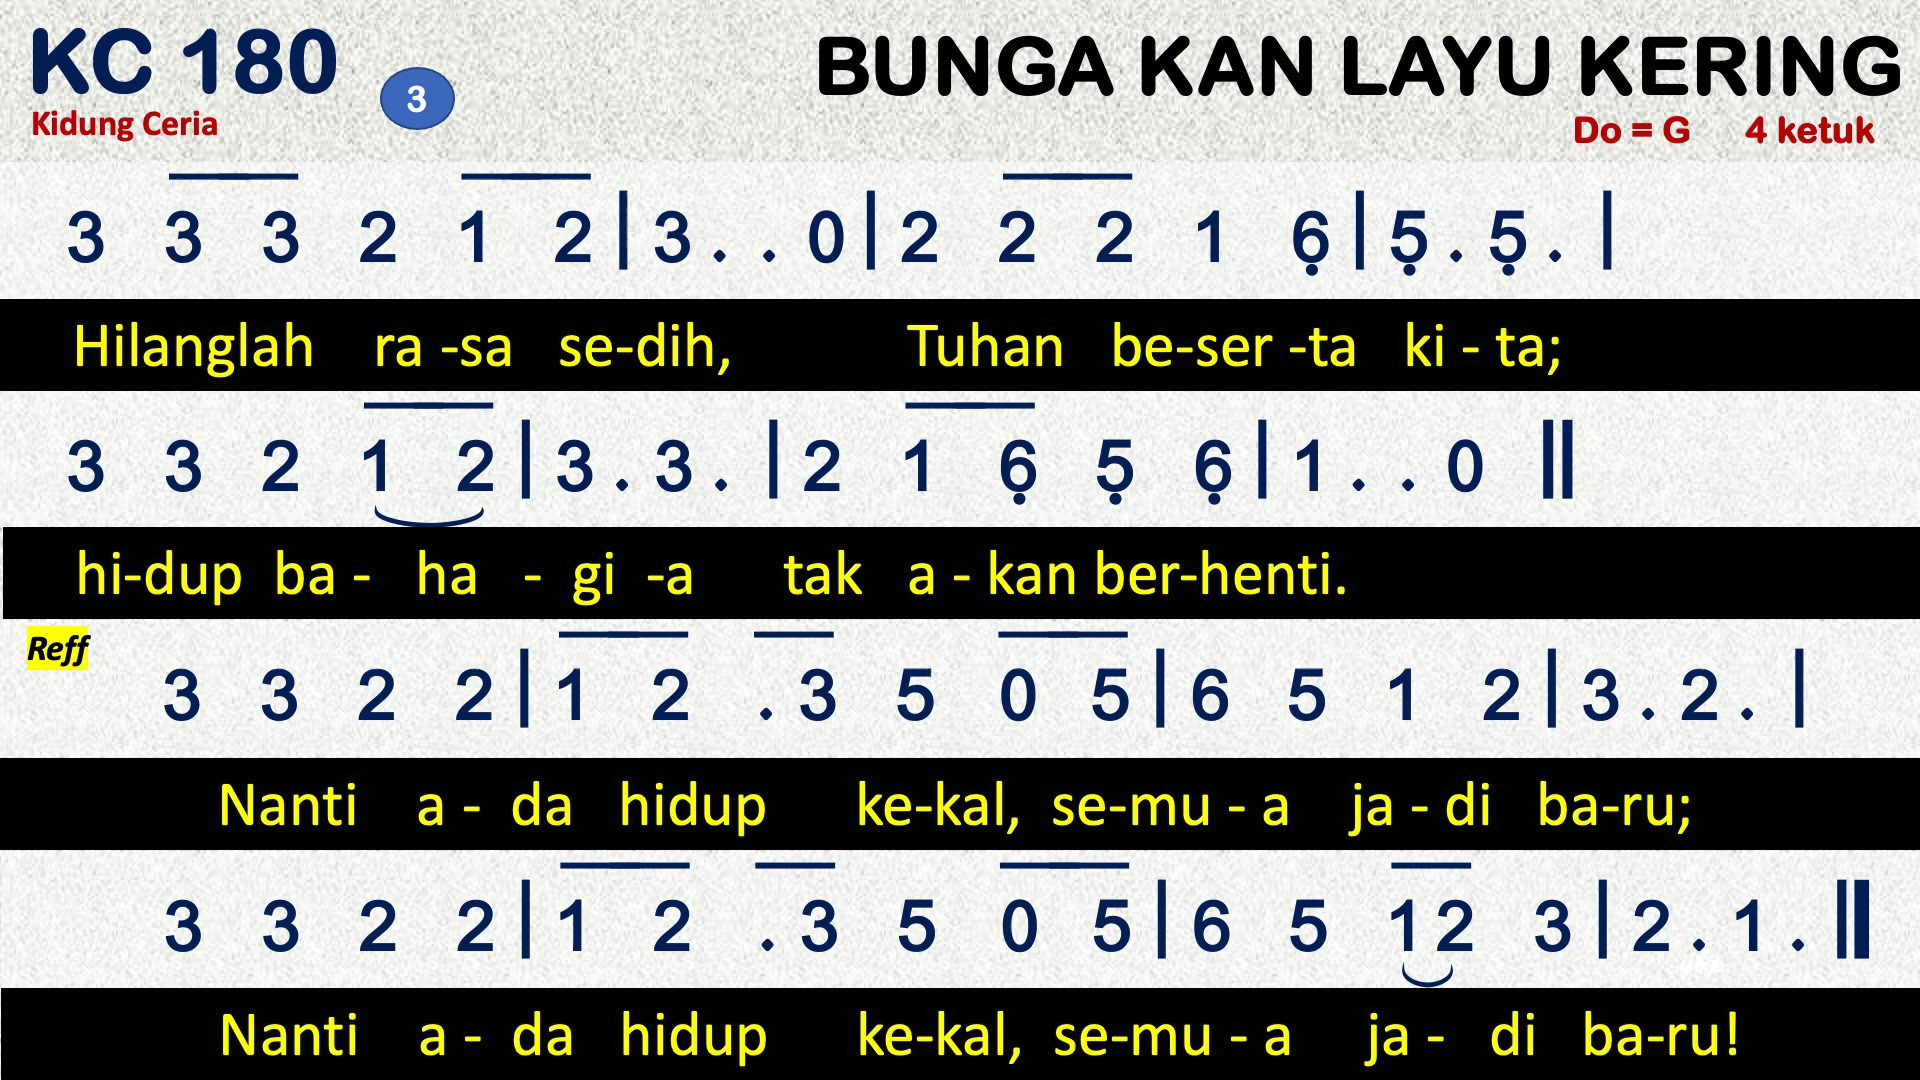 KC 180
3
BUNGA KAN LAYU KERING
Kidung Ceria
Do = G 4 ketuk
3 3 3 2 1 2 | 3 . . 0 | 2 2 2 1 6̣ | 5̣ . 5̣ . |
Hilanglah ra -sa se-dih, Tuhan be-ser -ta ki - ta;
3 3 2 1 2 | 3 . 3 . | 2 1 6̣ 5̣ 6̣ | 1 . . 0 ||
hi-dup ba - ha - gi -a tak a - kan ber-henti.
Reff
3 3 2 2 | 1 2 . 3 5 0 5 | 6 5 1 2 | 3 . 2 . |
Nanti a - da hidup ke-kal, se-mu - a ja - di ba-ru;
3 3 2 2 | 1 2 . 3 5 0 5 | 6 5 1 2 3 | 2 . 1 . ||
Nanti a - da hidup ke-kal, se-mu - a ja - di ba-ru!